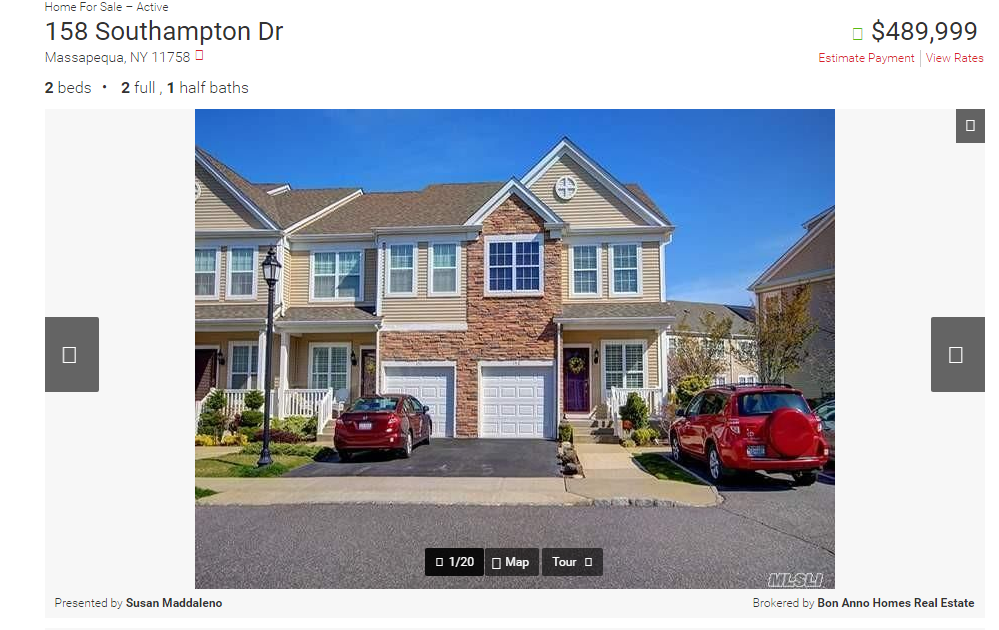 Home For Sale – Active
158 Southampton Dr
$489,999
Massapequa, NY 11758
Estimate Payment | View Rates
2 beds • 2 full , 1 half baths
1/20
Map
Tour
MLSLI
Presented by Susan Maddaleno
Brokered by Bon Anno Homes Real Estate